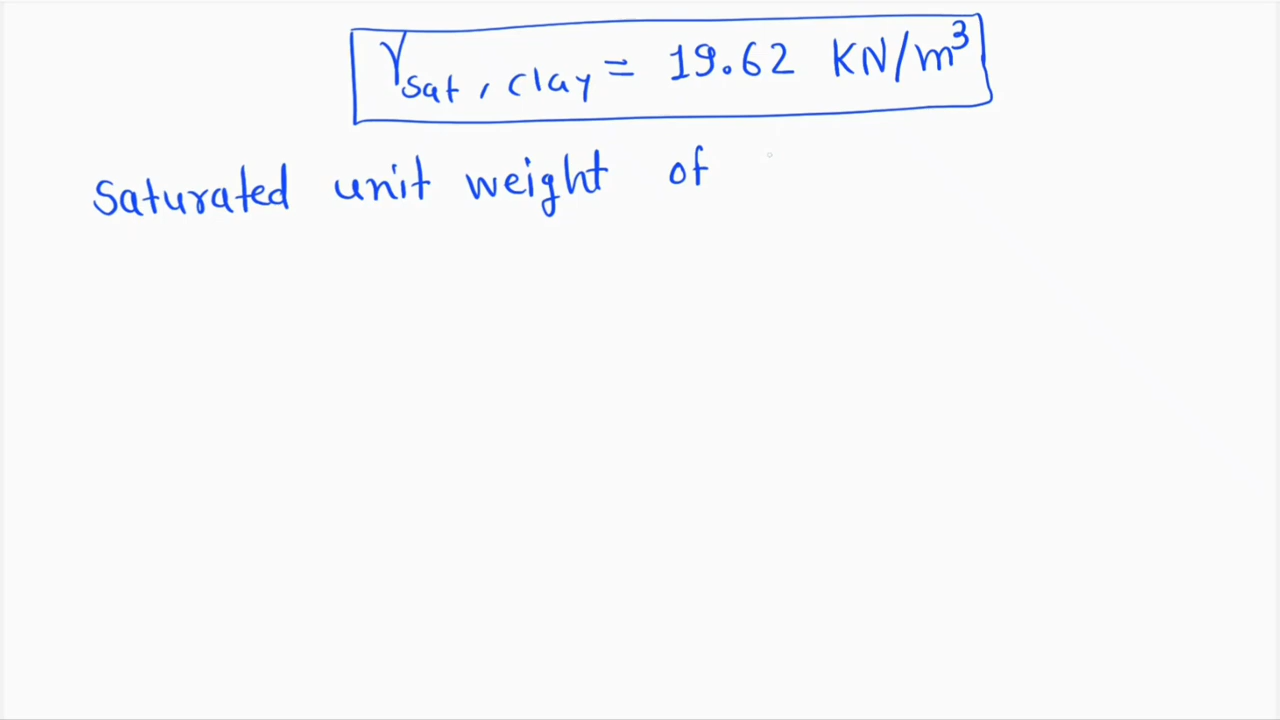 γsat, clay = 19.62 KN/m³
Saturated unit weight of